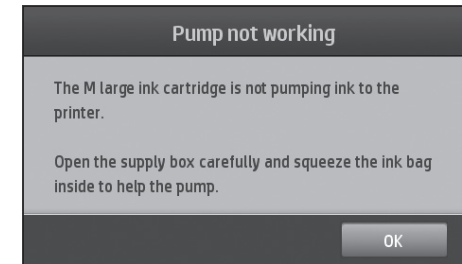 Pump not working
The M large ink cartridge is not pumping ink to the
printer.
Open the supply box carefully and squeeze the ink bag
inside to help the pump.
OK